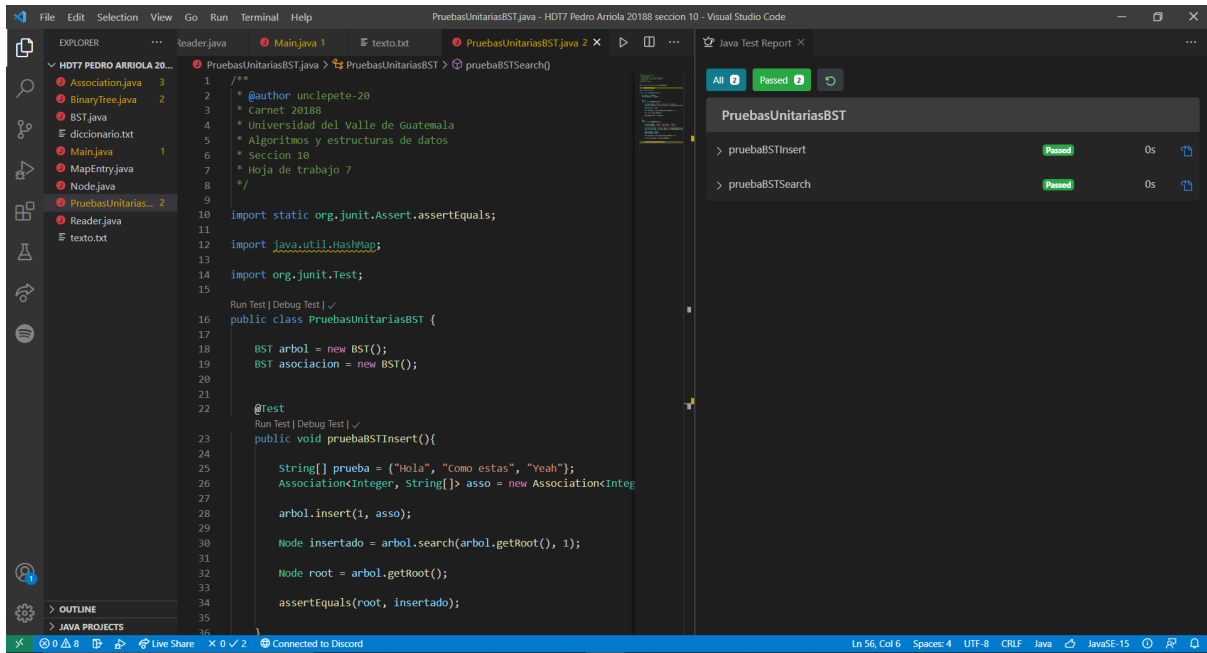 File Edit Selection View Go Run Terminal Help
PruebasUnitariasBST.java - HDT7 Pedro Arriola 20188 seccion 10 - Visual Studio Code
EXPLORER
HDT7 PEDRO ARRIOLA 20...
Association.java 3
BinaryTree.java 2
BST.java
diccionario.txt
Main.java 1
MapEntry.java
Node.java
PruebasUnitarias... 2
Reader.java
texto.txt
OUTLINE
JAVA PROJECTS
Reader.java Main.java 1 texto.txt PruebasUnitariasBST.java 2
PruebasUnitariasBST.java > PruebasUnitariasBST > pruebaBSTSearch()
1 /**
2 * @author unclepete-20
3 * Carnet 20188
4 * Universidad del Valle de Guatemala
5 * Algoritmos y estructuras de datos
6 * Seccion 10
7 * Hoja de trabajo 7
8 */
9
10 import static org.junit.Assert.assertEquals;
11
12 import java.util.HashMap;
13
14 import org.junit.Test;
15
Run Test | Debug Test |
16 public class PruebasUnitariasBST {
17
18 BST arbol = new BST();
19 BST asociacion = new BST();
20
21
22 @Test
Run Test | Debug Test |
23 public void pruebaBSTInsert(){
24
25 String[] prueba = {"Hola", "Como estas", "Yeah"};
26 Association<Integer, String[]> asso = new Association<Integ
27
28 arbol.insert(1, asso);
29
30 Node insertado = arbol.search(arbol.getRoot(), 1);
31
32 Node root = arbol.getRoot();
33
34 assertEquals(root, insertado);
35
36 }
Java Test Report
All 2 Passed 2
PruebasUnitariasBST
pruebaBSTInsert Passed 0s
pruebaBSTSearch Passed 0s
1
0 8 Live Share 0 2 Connected to Discord
Ln 56, Col 6 Spaces: 4 UTF-8 CRLF Java JavaSE-15